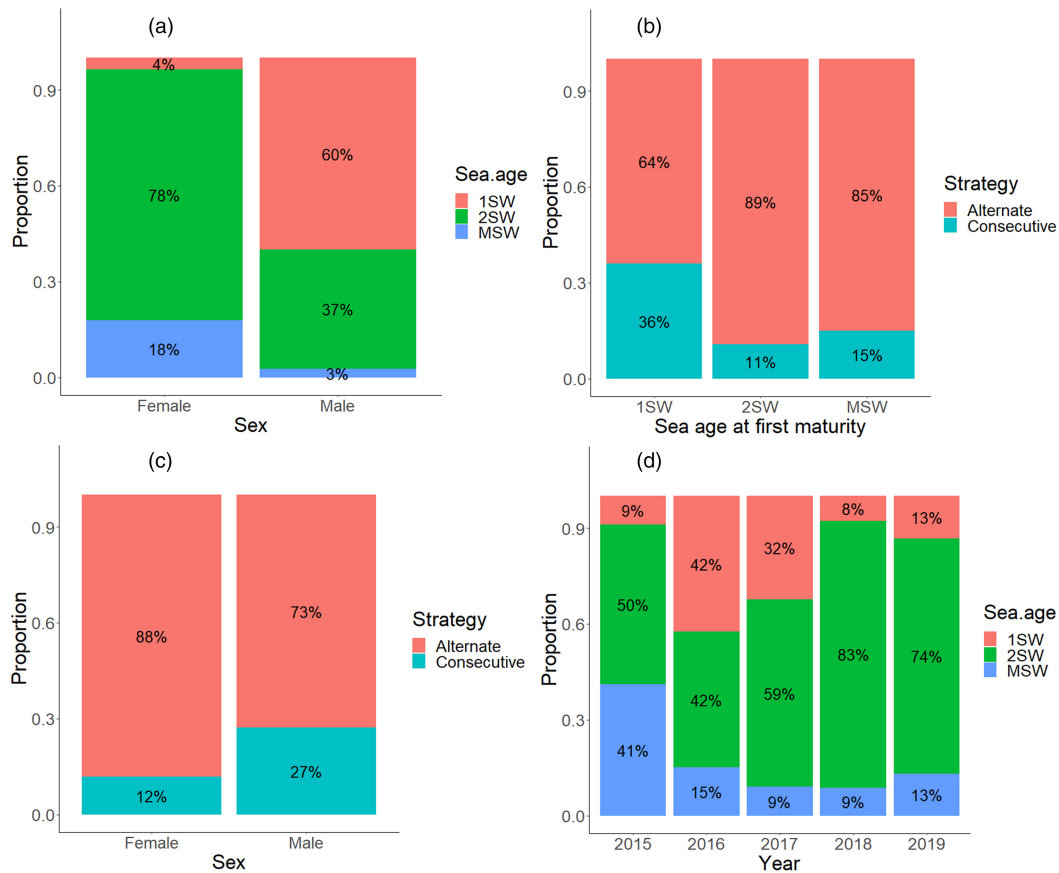 (a)
Proportion
0.9
0.6
0.3
0.0
4%
78%
18%
60%
37%
3%
Female Male
Sex
Sea.age
1SW
2SW
MSW
(b)
Proportion
0.9
0.6
0.3
0.0
64%
36%
89%
11%
85%
15%
1SW 2SW MSW
Sea age at first maturity
Strategy
Alternate
Consecutive
(c)
Proportion
0.9
0.6
0.3
0.0
88%
12%
73%
27%
Female Male
Sex
Strategy
Alternate
Consecutive
(d)
Proportion
0.9
0.6
0.3
0.0
9%
50%
41%
42%
42%
15%
32%
59%
9%
8%
83%
9%
13%
74%
13%
2015 2016 2017 2018 2019
Year
Sea.age
1SW
2SW
MSW